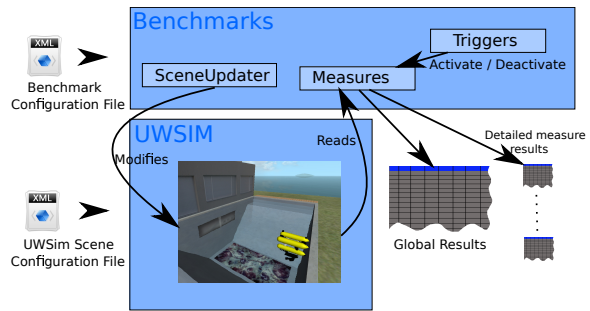 Benchmarks
XML
Triggers
Activate / Deactivate
SceneUpdater
Measures
Benchmark
Configuration File
UWSIM
Modifies
Reads
Detailed measure
results
XML
UWSim Scene
Configuration File
Global Results